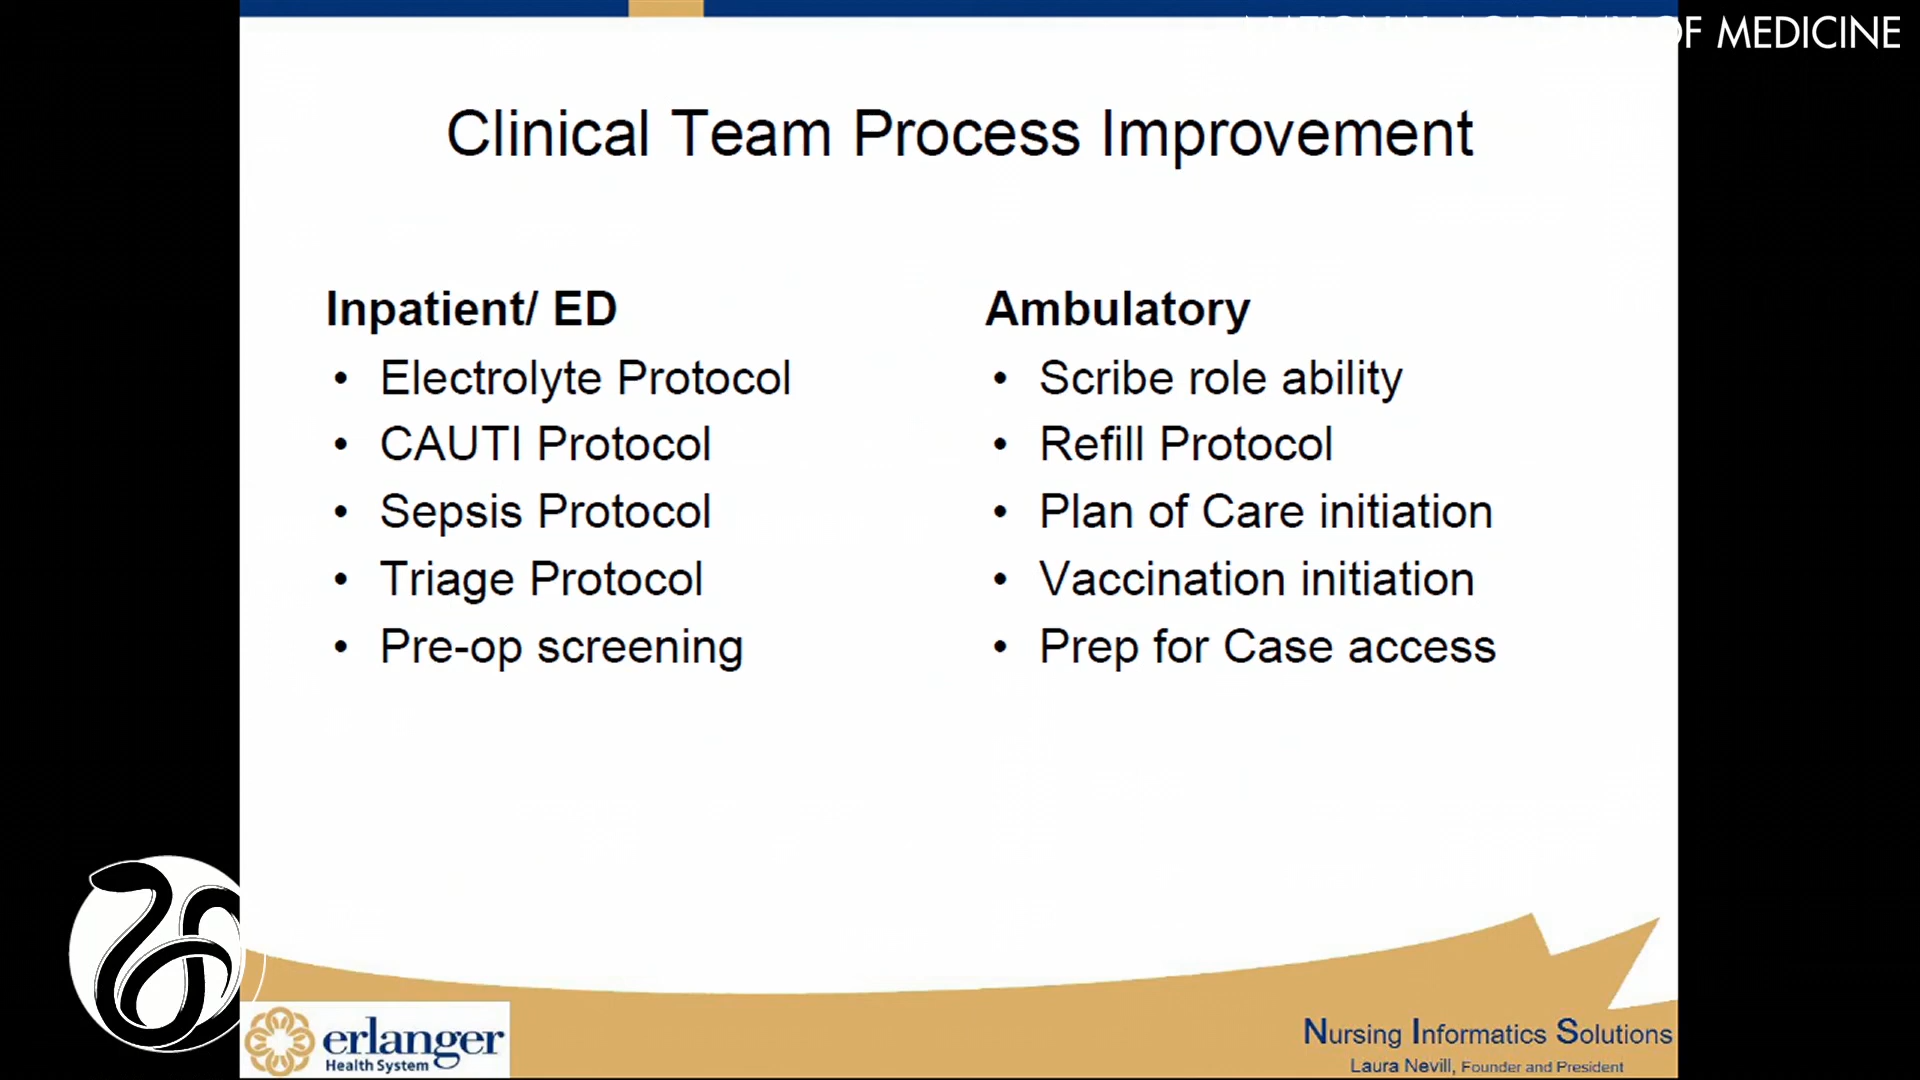 OF MEDICINE
Clinical Team Process Improvement
Inpatient/ ED
• Electrolyte Protocol
• CAUTI Protocol
• Sepsis Protocol
• Triage Protocol
• Pre-op screening
Ambulatory
• Scribe role ability
• Refill Protocol
• Plan of Care initiation
• Vaccination initiation
• Prep for Case access
erlanger
Health System
Nursing Informatics Solutions
Laura Nevill, Founder and President